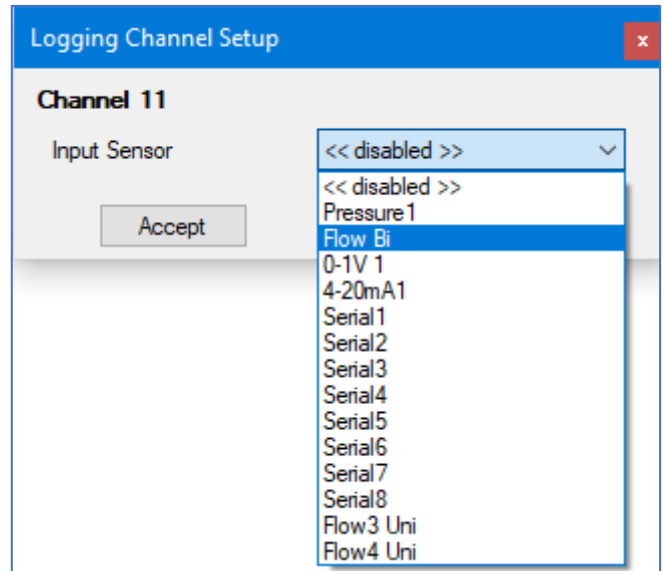 Logging Channel Setup
x
Channel 11
Input Sensor
<< disabled >>
<< disabled >>
Pressure1
Accept
Flow Bi
0-1V 1
4-20mA1
Serial1
Serial2
Serial3
Serial4
Serial5
Serial6
Serial7
Serial8
Flow3 Uni
Flow4 Uni